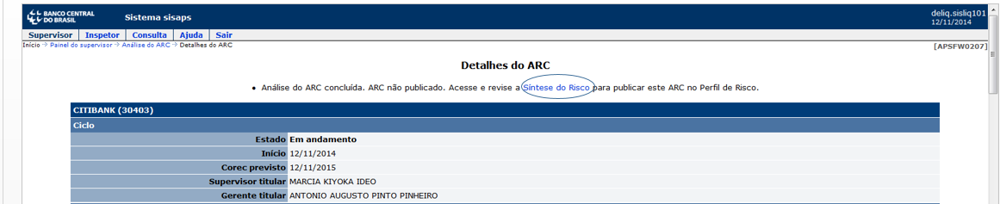 BANCO CENTRAL
DO BRASIL
Sistema sisaps
deliq.sisliq101
12/11/2014
Supervisor Inspetor Consulta Ajuda Sair
Início -> Painel do supervisor -> Análise do ARC -> Detalhes do ARC
[APSFW0207]
Detalhes do ARC
• Análise do ARC concluída. ARC não publicado. Acesse e revise a Síntese do Risco para publicar este ARC no Perfil de Risco.
CITIBANK (30403)
Ciclo
Estado Em andamento
Início 12/11/2014
Corec previsto 12/11/2015
Supervisor titular MARCIA KIYOKA IDEO
Gerente titular ANTONIO AUGUSTO PINTO PINHEIRO